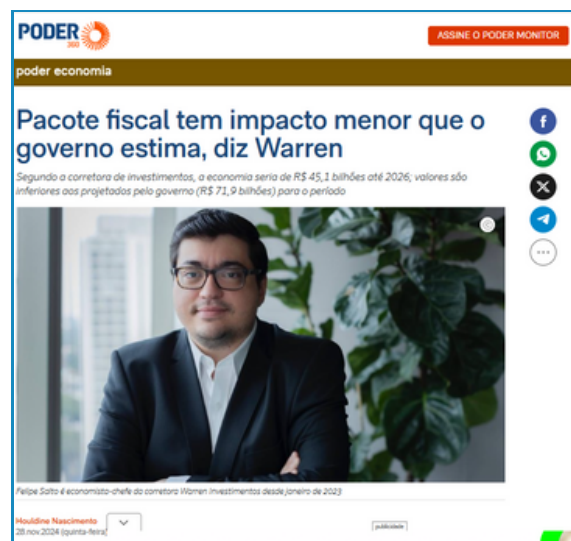 PODER
360
ASSINE O PODER MONITOR
poder economia
Pacote fiscal tem impacto menor que o
governo estima, diz Warren
Segundo a corretora de investimentos, a economia seria de R$ 45,1 bilhões até 2026; valores são
inferiores aos projetados pelo governo (R$ 71,9 bilhões) para o período
Felipe Salto é economista-chefe da corretora Warren Investimentos desde janeiro de 2023
Houldine Nascimento
28.nov.2024 (quinta-feira)
publicidade